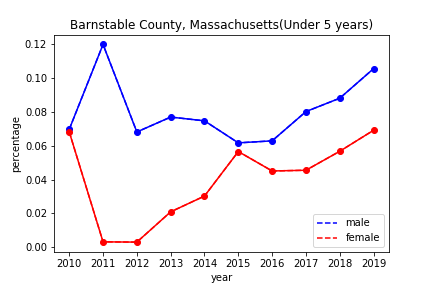 Barnstable County, Massachusetts(Under 5 years)
0.12
0.10
0.08
0.06
0.04
0.02
0.00
percentage
2010 2011 2012 2013 2014 2015 2016 2017 2018 2019
year
male
female